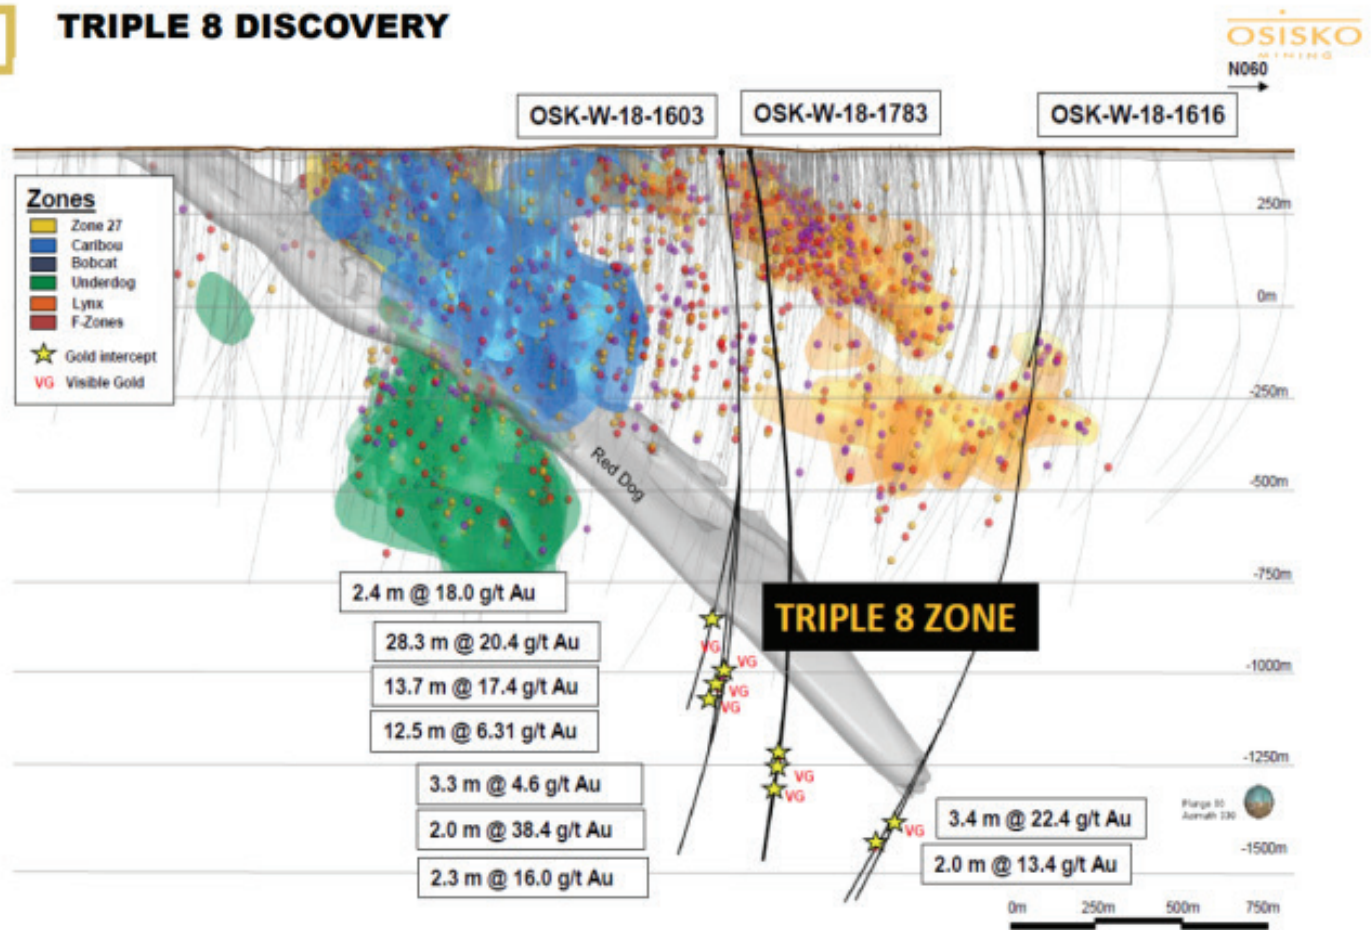 TRIPLE 8 DISCOVERY
OSISKO
MINING
N060
OSK-W-18-1603
OSK-W-18-1783
OSK-W-18-1616
Zones
Zone 27
Caribou
Bobcat
Underdog
Lynx
F-Zones
Gold intercept
VG Visible Gold
250m
0m
-250m
-500m
-750m
-1000m
-1250m
-1500m
Red Dog
TRIPLE 8 ZONE
2.4 m @ 18.0 g/t Au
28.3 m @ 20.4 g/t Au
13.7 m @ 17.4 g/t Au
12.5 m @ 6.31 g/t Au
3.3 m @ 4.6 g/t Au
2.0 m @ 38.4 g/t Au
2.3 m @ 16.0 g/t Au
VG
VG
VG
VG
VG
VG
VG
3.4 m @ 22.4 g/t Au
2.0 m @ 13.4 g/t Au
Azimuth 330
0m 250m 500m 750m